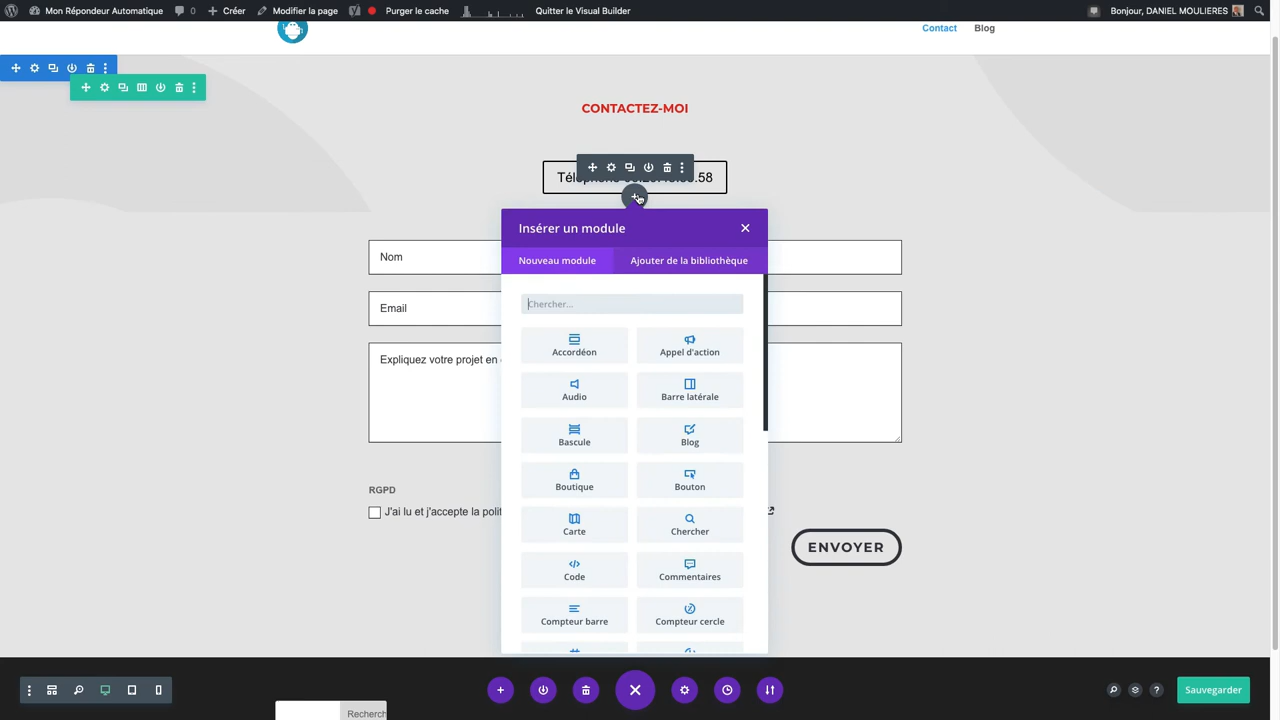 Mon Répondeur Automatique 0 Créer Modifier la page Purger le cache Quitter le Visual Builder Bonjour, DANIEL MOULIERES
Contact Blog
CONTACTEZ-MOI
.58
Insérer un module
Nouveau module Ajouter de la bibliothèque
Chercher...
Nom
Email
Expliquez votre projet en
Accordéon Appel d'action
Audio Barre latérale
Bascule Blog
Boutique Bouton
Carte Chercher
Code Commentaires
Compteur barre Compteur cercle
RGPD
J'ai lu et j'accepte la polit
ENVOYER
Sauvegarder
Recherch